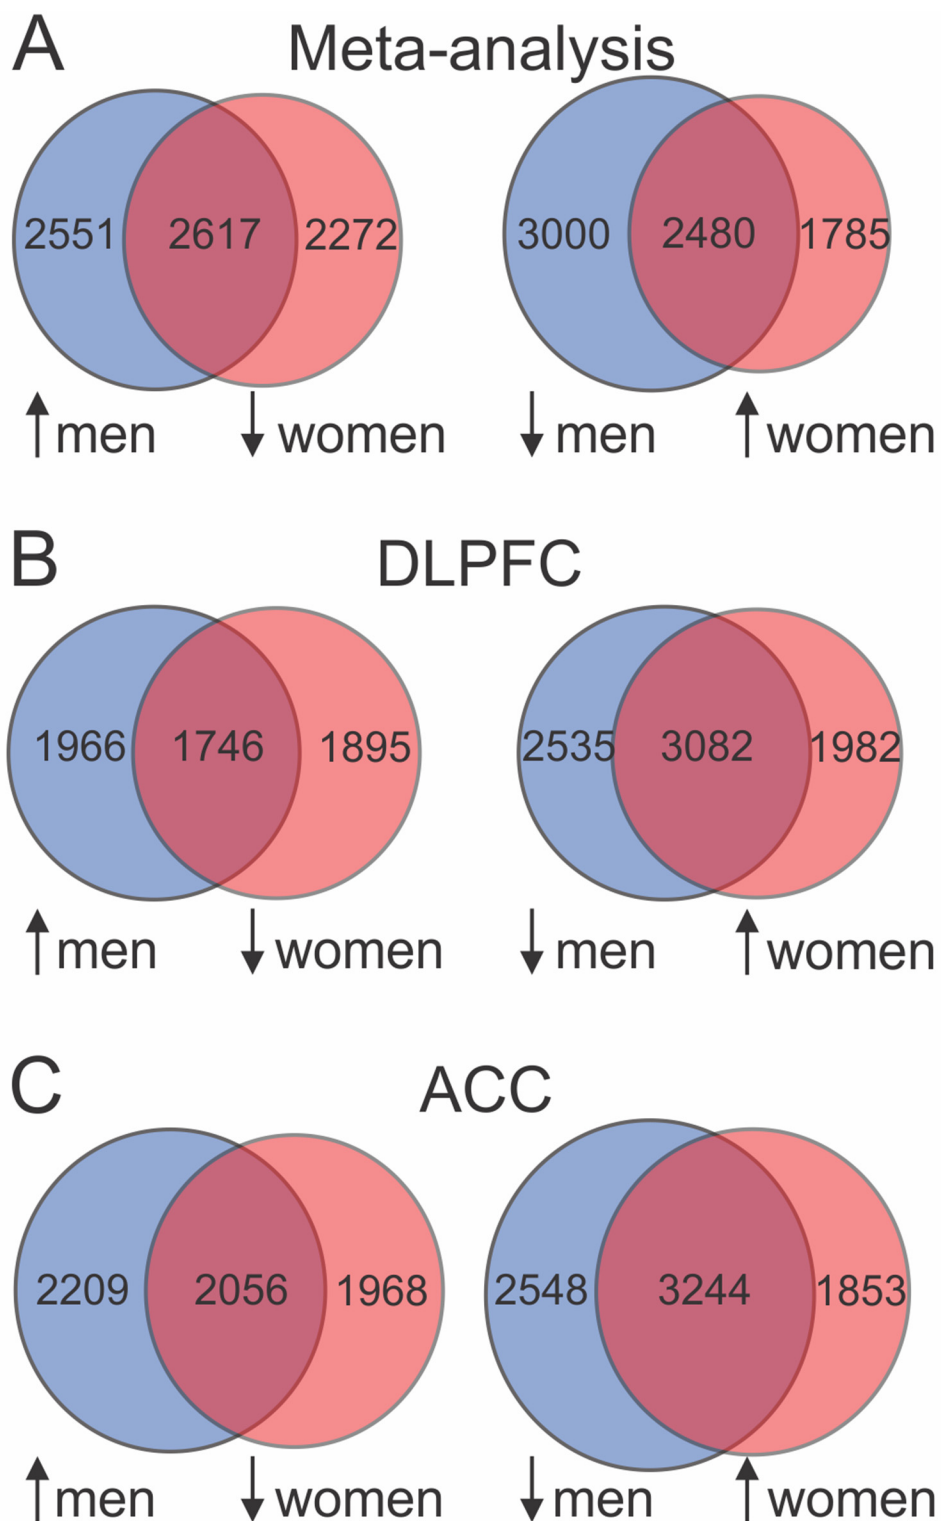 A Meta-analysis
2551 2617 2272 3000 2480 1785
↑ men ↓ women ↓ men ↑ women
B DLPFC
1966 1746 1895 2535 3082 1982
↑ men ↓ women ↓ men ↑ women
C ACC
2209 2056 1968 2548 3244 1853
↑ men ↓ women ↓ men ↑ women